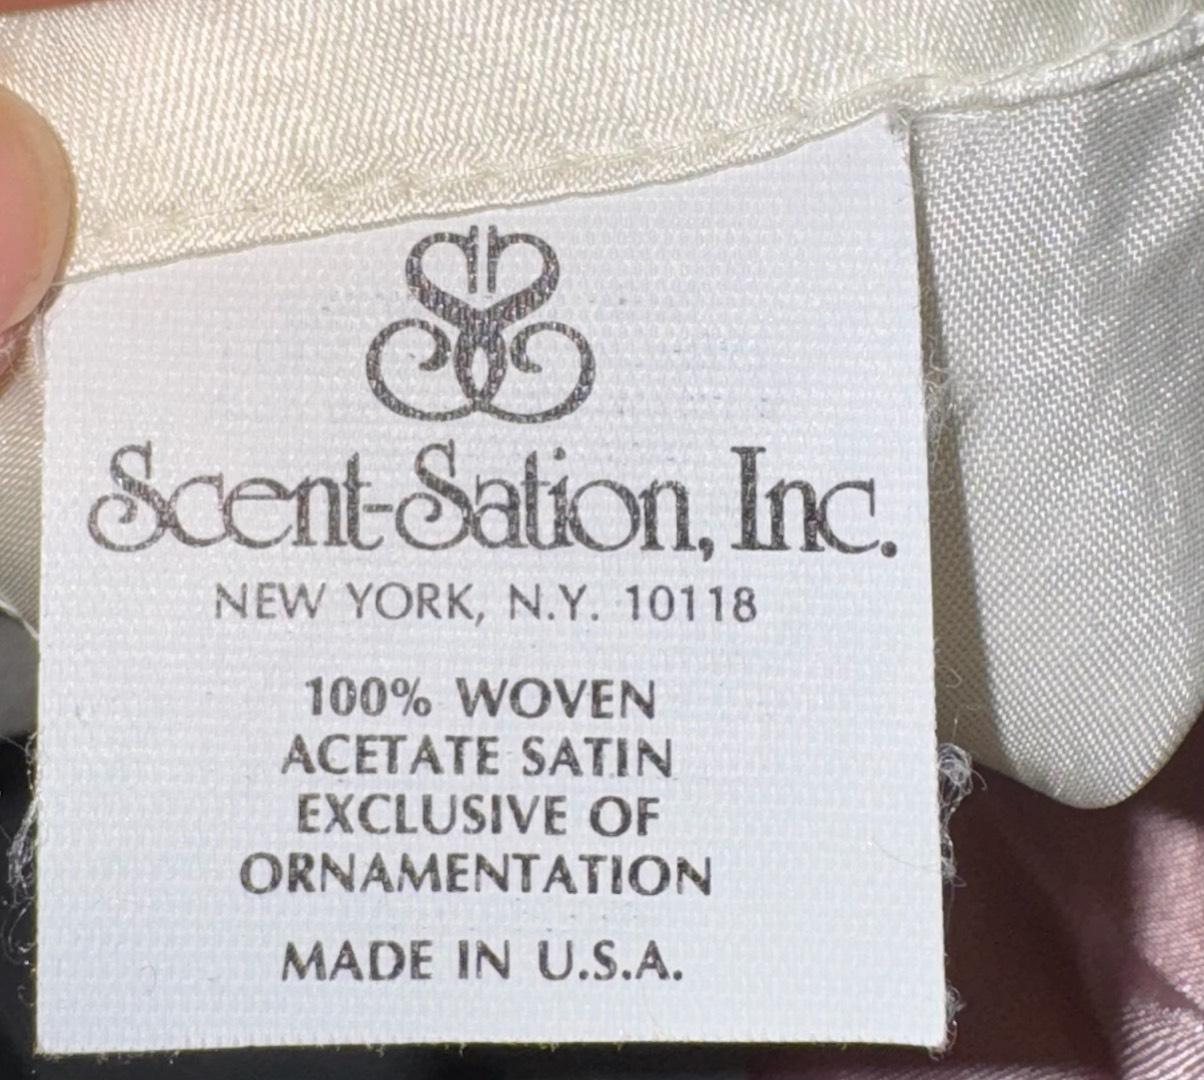 Scent-Sation, Inc.
NEW YORK, N.Y. 10118
100% WOVEN
ACETATE SATIN
EXCLUSIVE OF
ORNAMENTATION
MADE IN U.S.A.